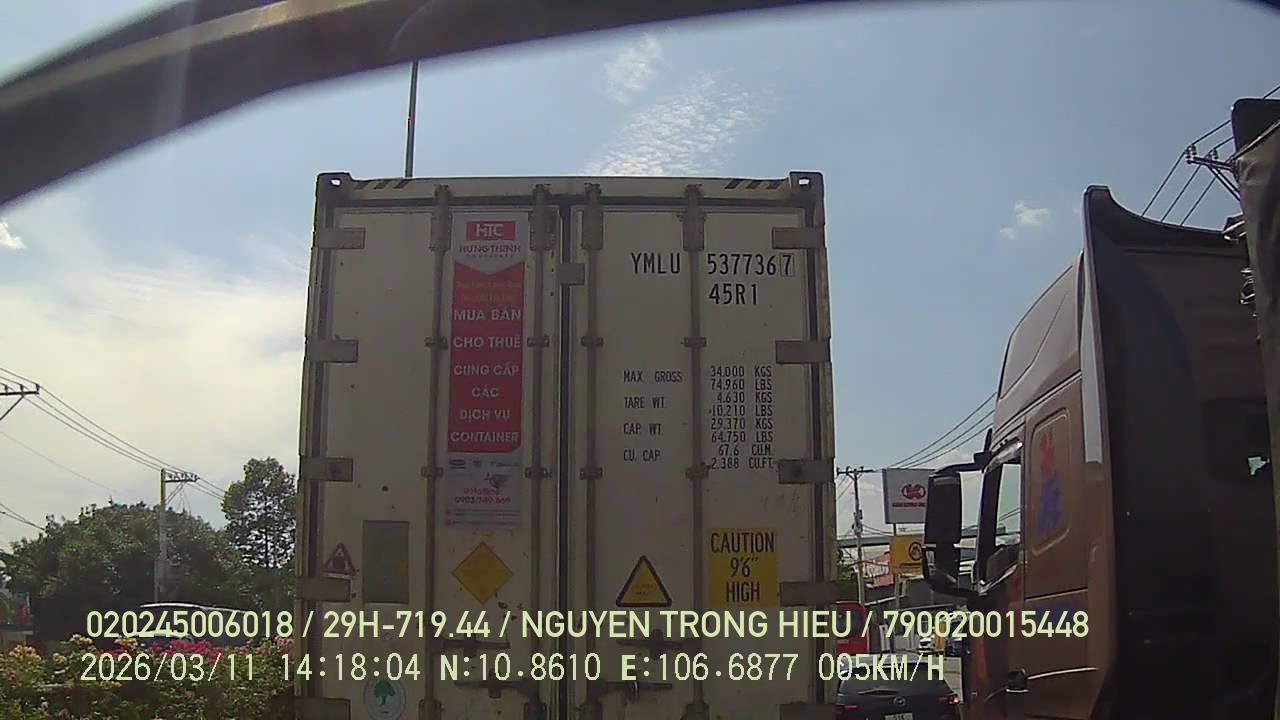 HTC
HƯNG THỊNH
MUA BÁN
CHO THUÊ
CUNG CẤP
CÁC
DỊCH VỤ
CONTAINER
Hotline:
YMLU 5377367
45R1
MAX. GROSS 34,000 KGS
74,960 LBS
TARE WT. 4,630 KGS
10,210 LBS
CAP. WT. 29,370 KGS
64,750 LBS
CU. CAP. 67.6 CU.M.
2,388 CU.FT.
CAUTION
9'6"
HIGH
020245006018 / 29H-719.44 / NGUYEN TRONG HIEU / 790020015448
2026/03/11 14:18:04 N:10.8610 E:106.6877 005KM/H